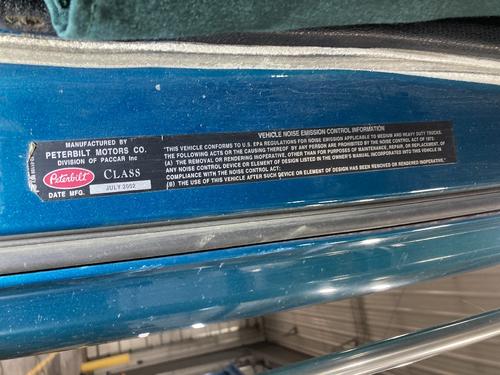 MANUFACTURED BY
PETERBILT MOTORS CO.
DIVISION OF PACCAR Inc
Peterbilt CLASS
DATE MFG. JULY 2002
VEHICLE NOISE EMISSION CONTROL INFORMATION
"THIS VEHICLE CONFORMS TO U.S. EPA REGULATIONS FOR NOISE EMISSION APPLICABLE TO MEDIUM AND HEAVY DUTY TRUCKS.
THE FOLLOWING ACTS OR THE CAUSING THEREOF BY ANY PERSON ARE PROHIBITED BY THE NOISE CONTROL ACT OF 1972:
(A) THE REMOVAL OR RENDERING INOPERATIVE, OTHER THAN FOR PURPOSES OF MAINTENANCE, REPAIR, OR REPLACEMENT, OF
ANY NOISE CONTROL DEVICE OR ELEMENT OF DESIGN (LISTED IN THE OWNER'S MANUAL) INCORPORATED INTO THIS VEHICLE IN
COMPLIANCE WITH THE NOISE CONTROL ACT;
(B) THE USE OF THIS VEHICLE AFTER SUCH DEVICE OR ELEMENT OF DESIGN HAS BEEN REMOVED OR RENDERED INOPERATIVE."